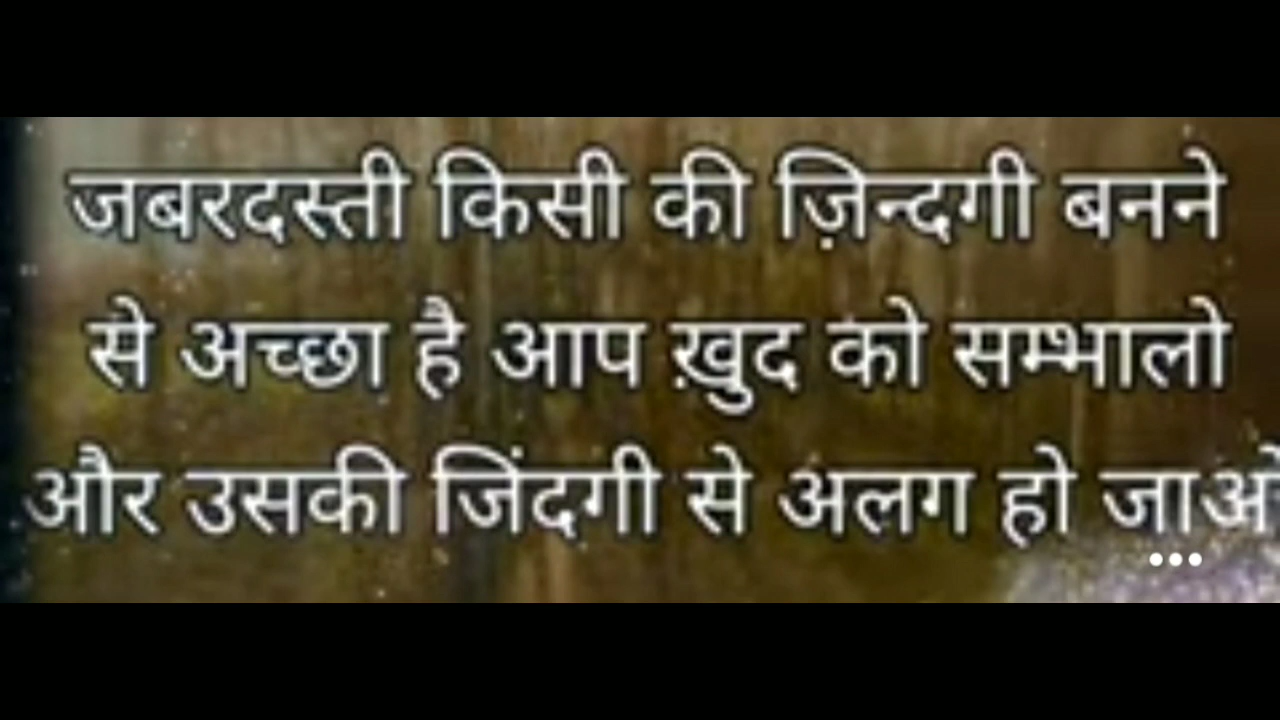 जबरदस्ती किसी की ज़िन्दगी बनने
से अच्छा है आप ख़ुद को सम्भालो
और उसकी जिंदगी से अलग हो जाओ